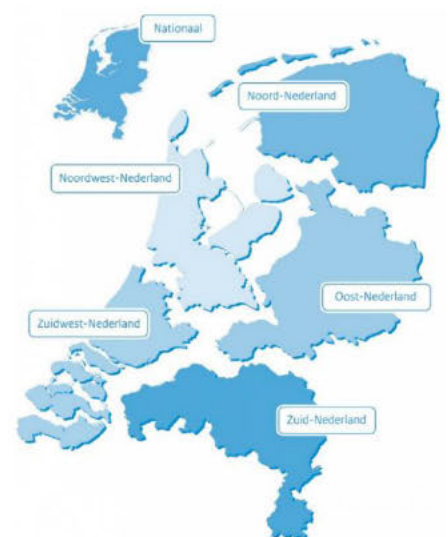 Nationaal
Noord-Nederland
Noordwest-Nederland
Oost-Nederland
Zuidwest-Nederland
Zuid-Nederland